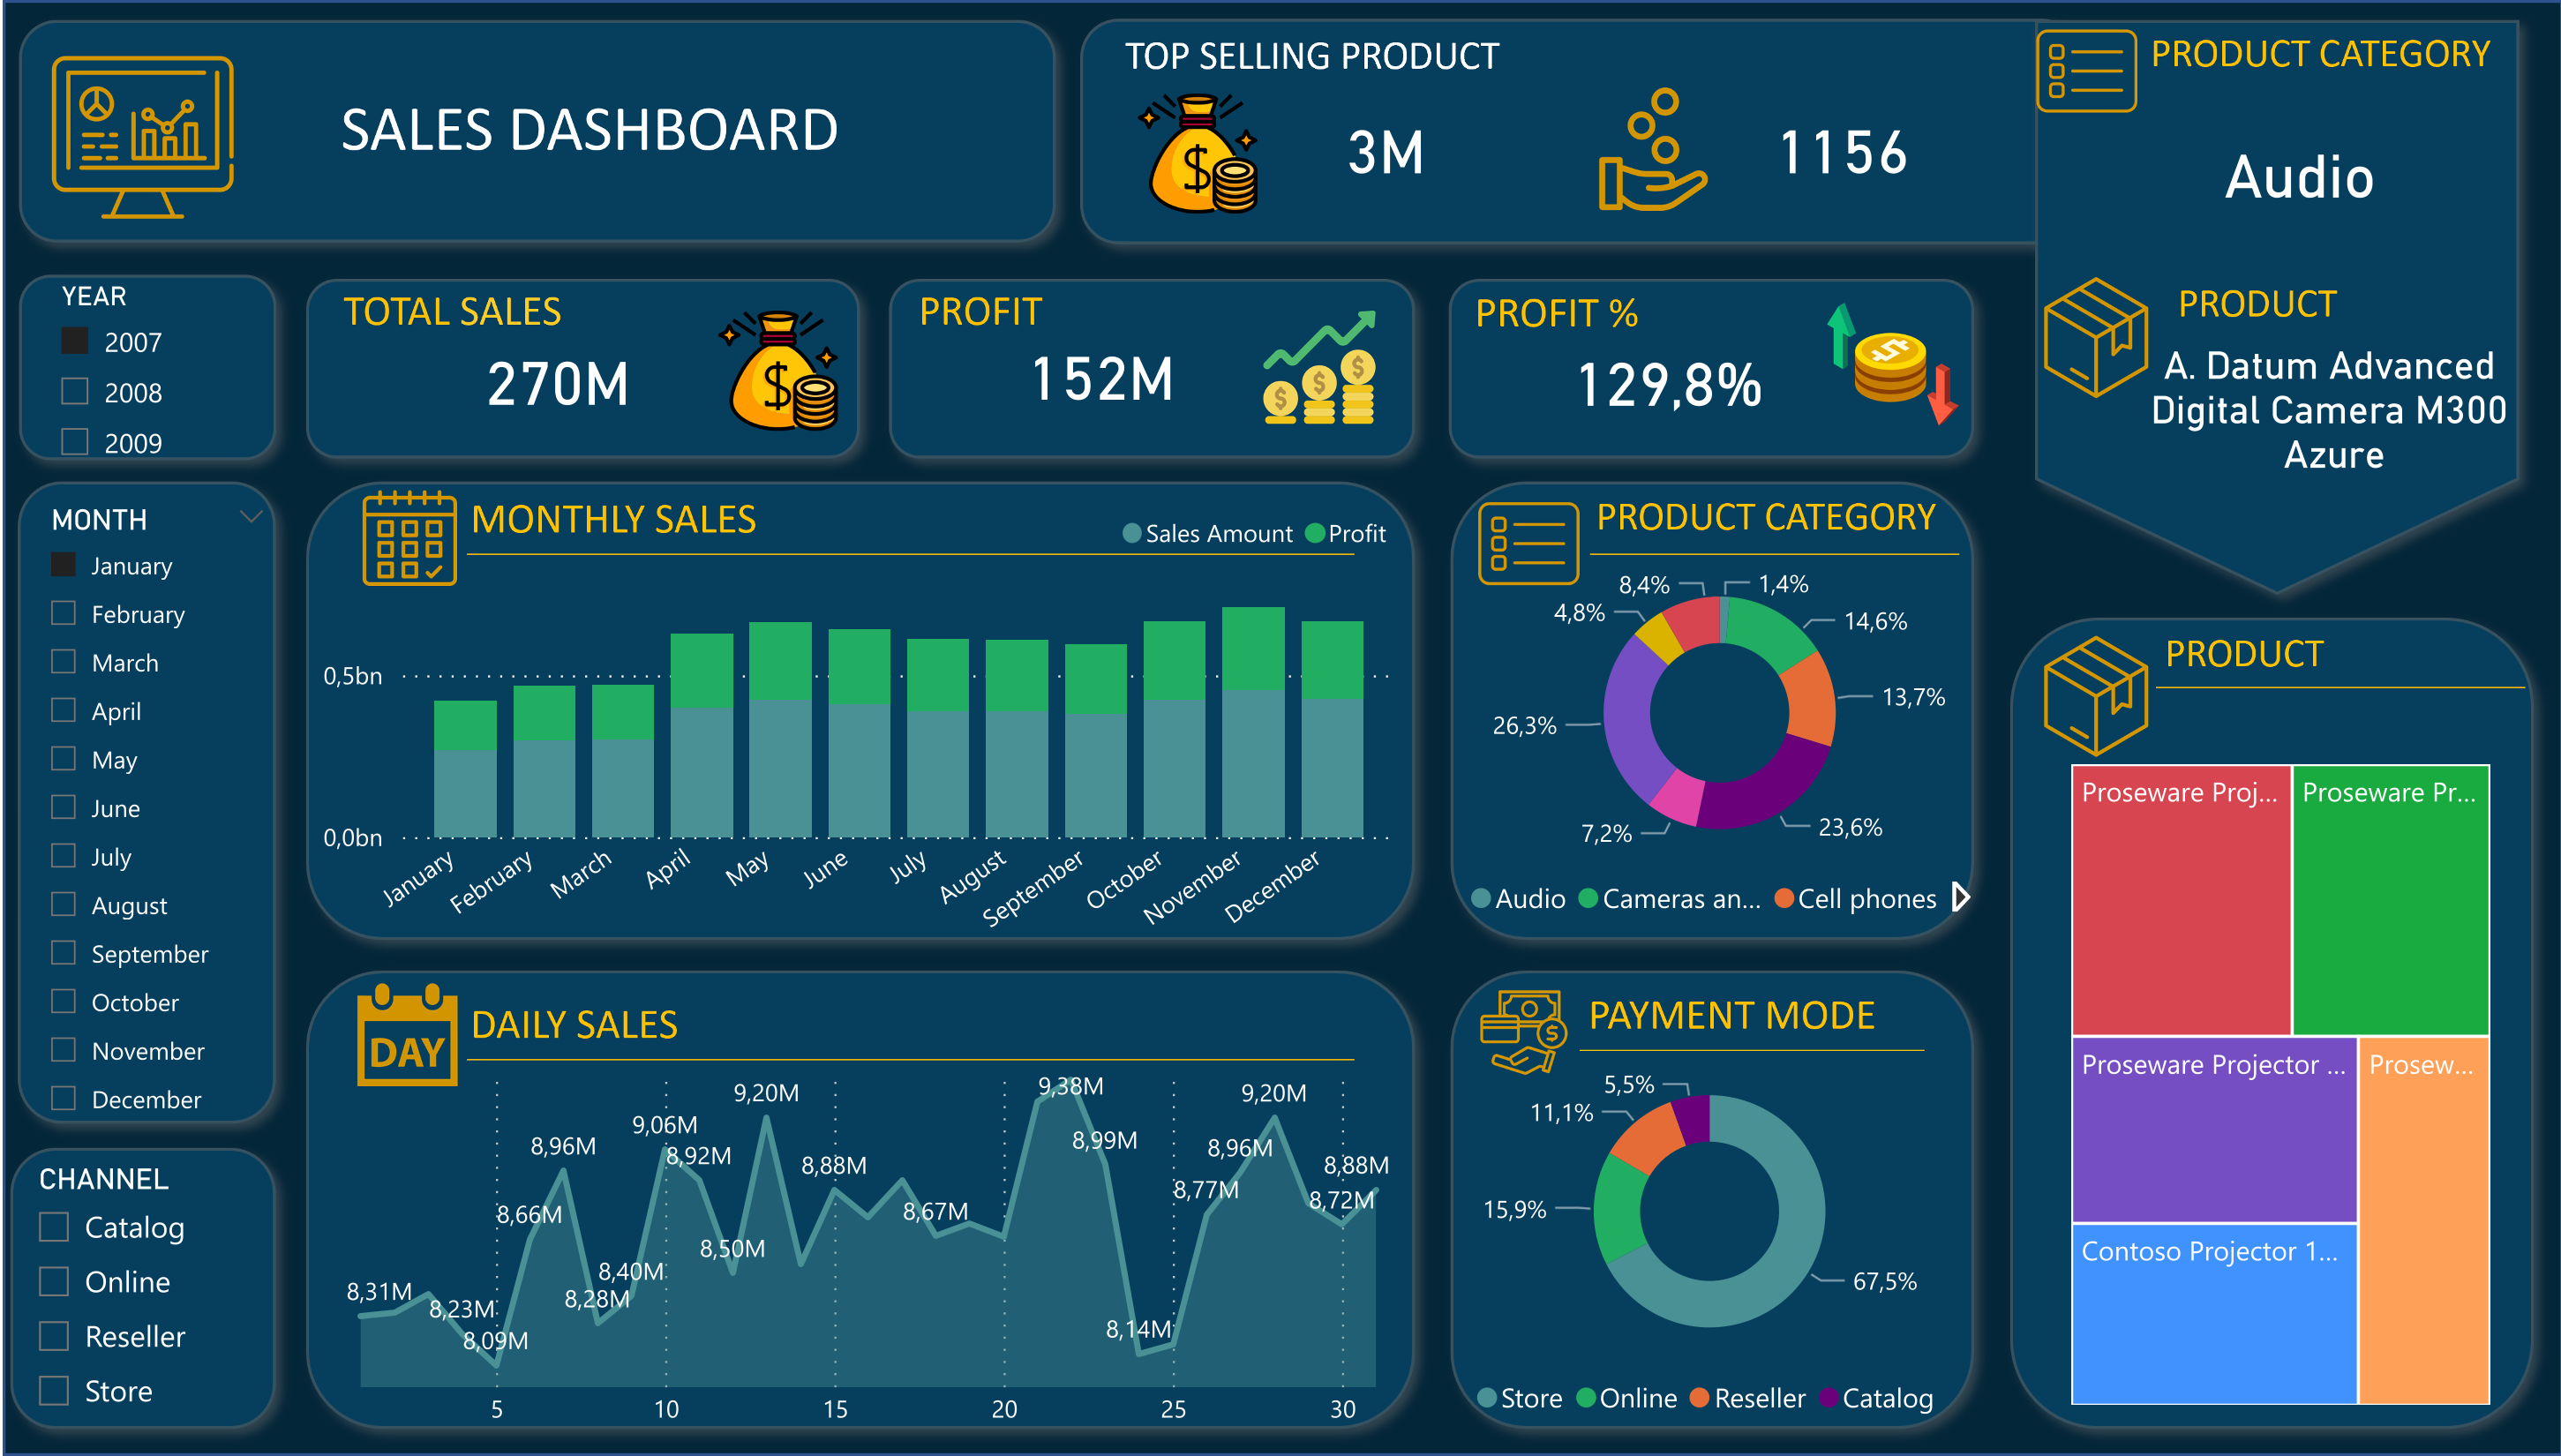 SALES DASHBOARD
TOP SELLING PRODUCT
3M
1156
PRODUCT CATEGORY
Audio
PRODUCT
A. Datum Advanced
Digital Camera M300
Azure
YEAR
2007
2008
2009
TOTAL SALES
270M
PROFIT
152M
PROFIT %
129,8%
MONTH
January
February
March
April
May
June
July
August
September
October
November
December
CHANNEL
Catalog
Online
Reseller
Store
MONTHLY SALES
Sales Amount Profit
0,5bn
0,0bn
January February March April May June July August September October November December
PRODUCT CATEGORY
8,4% 1,4%
4,8% 14,6%
13,7%
26,3%
7,2% 23,6%
Audio Cameras an... Cell phones
DAY
DAILY SALES
8,31M 8,23M 8,09M 8,66M 8,96M 8,28M 8,40M 9,06M 8,92M 8,50M 9,20M 8,88M 8,67M 9,38M 8,99M 8,14M 8,77M 8,96M 9,20M 8,72M 8,88M
5 10 15 20 25 30
PAYMENT MODE
5,5%
11,1%
15,9%
67,5%
Store Online Reseller Catalog
PRODUCT
Proseware Proj... Proseware Pr...
Proseware Projector ... Prosew...
Contoso Projector 1...